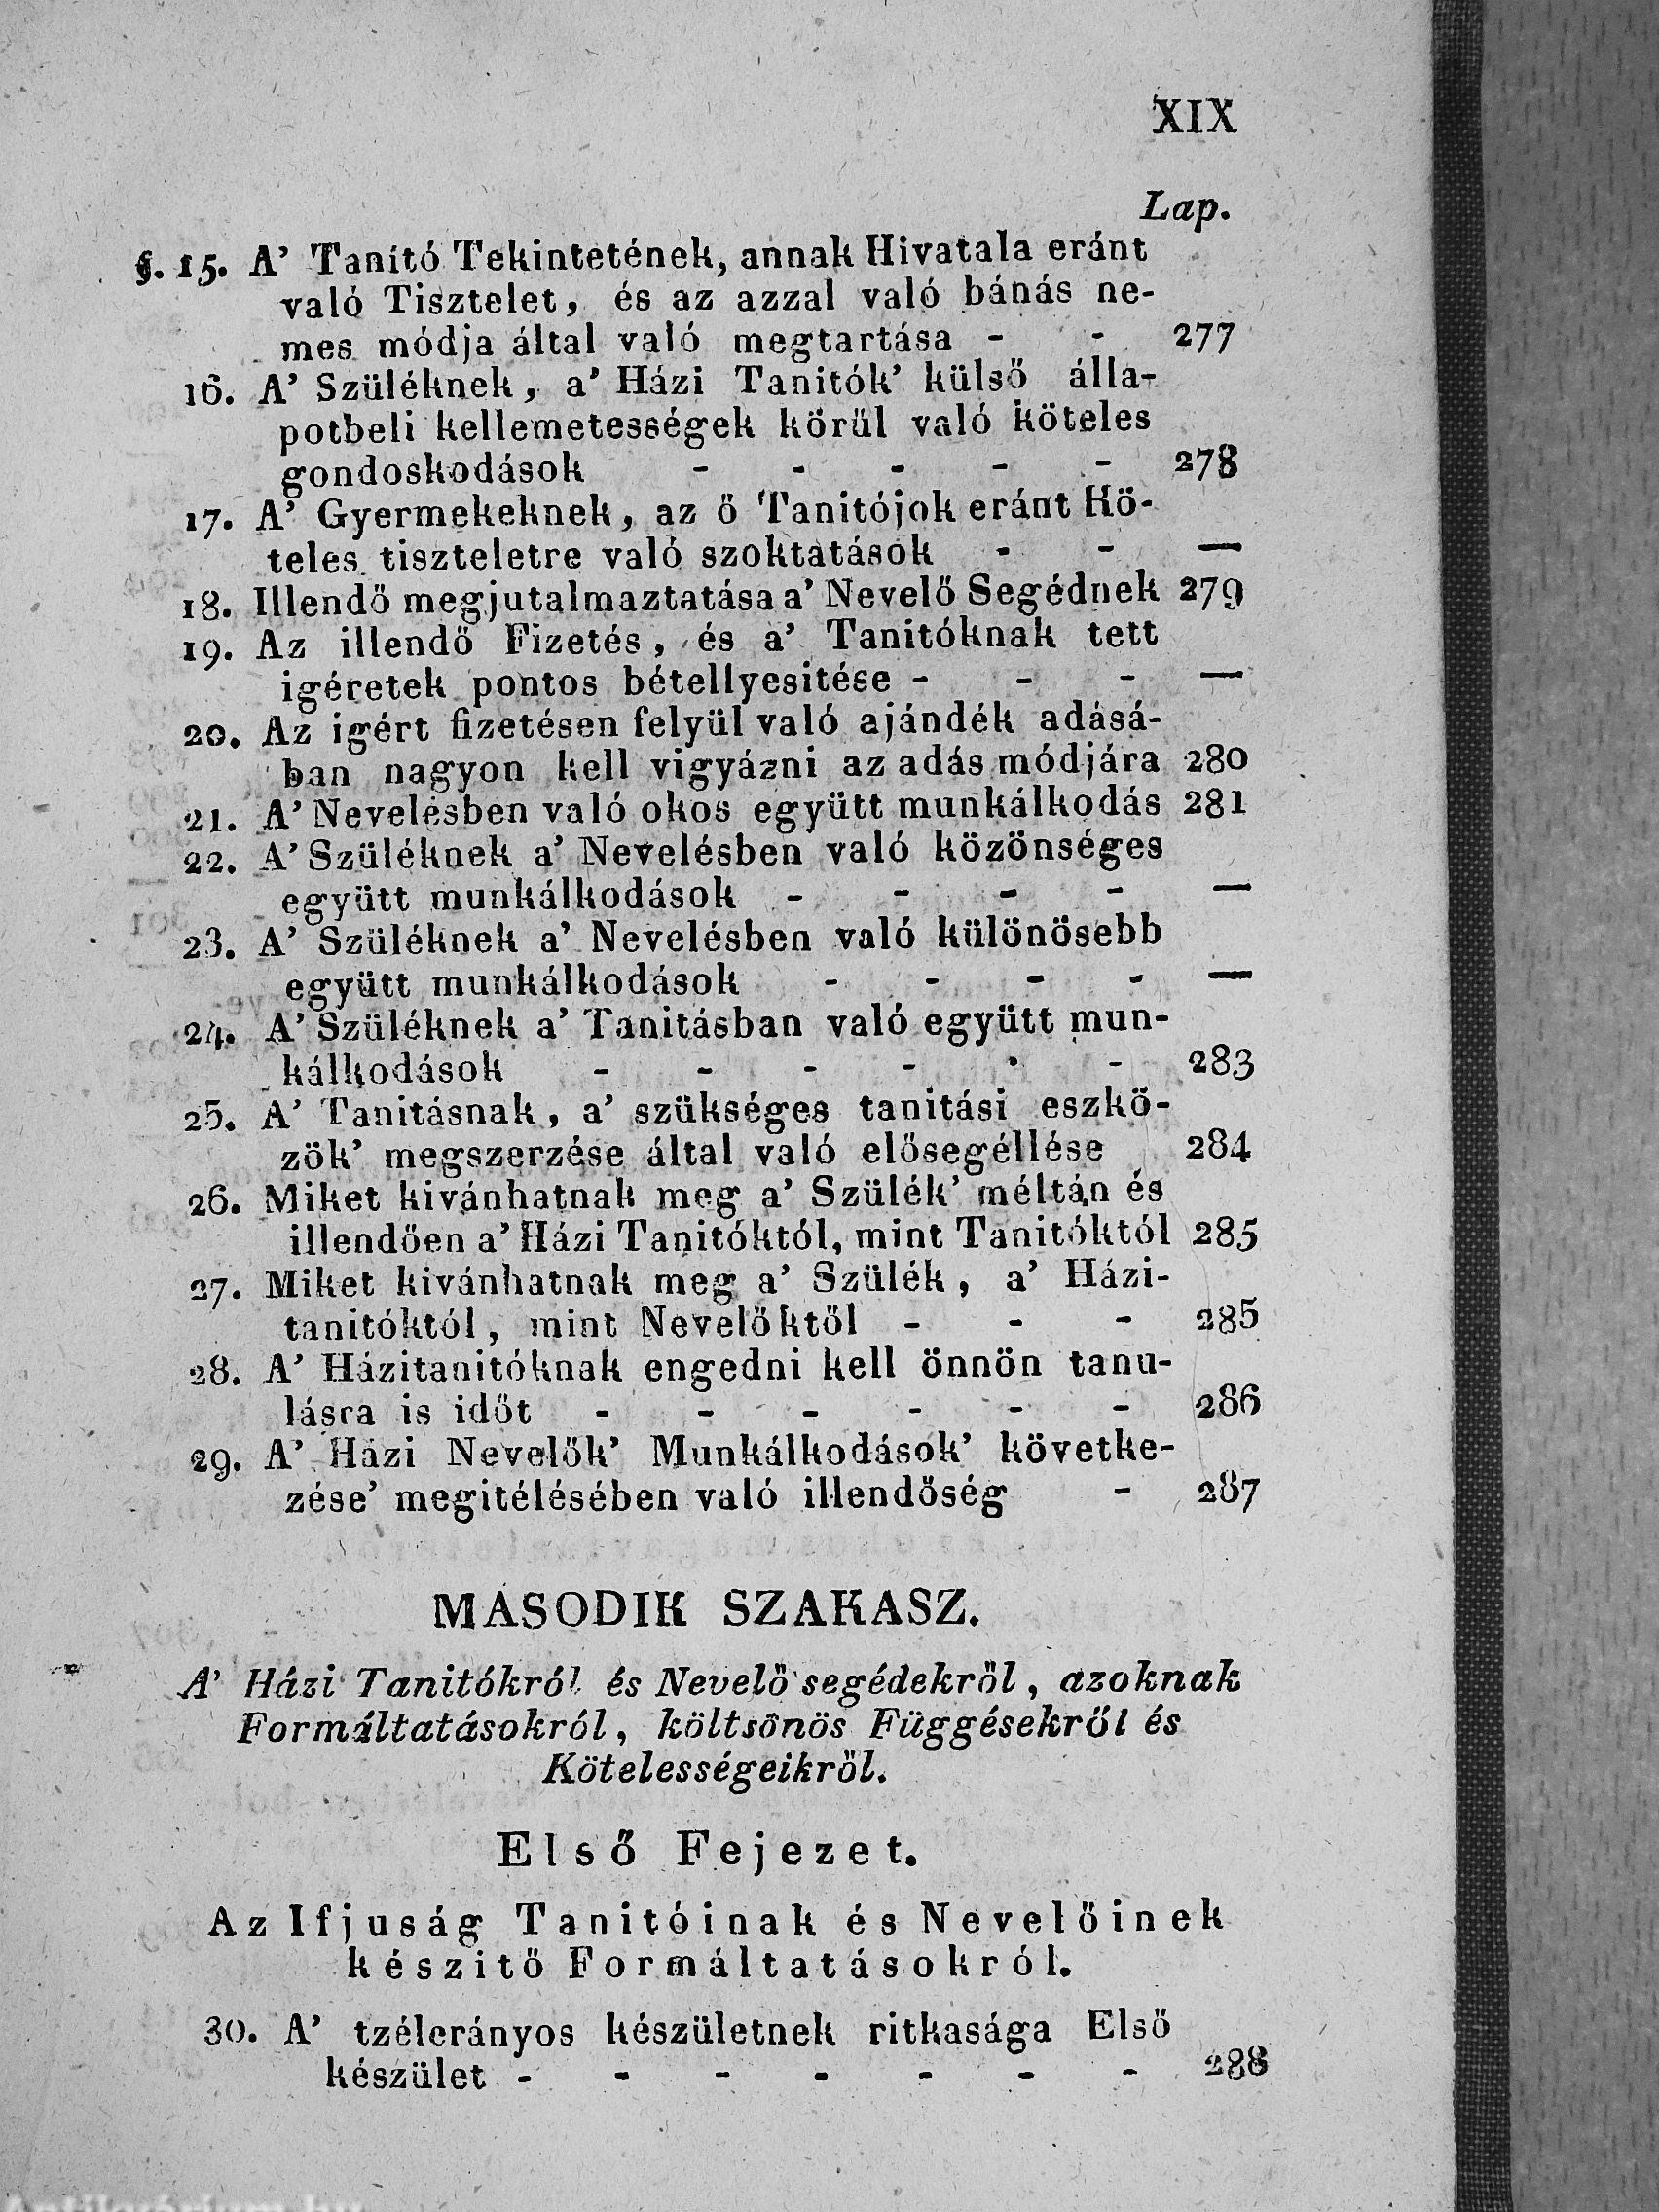 XIX
Lap.
§. 15. A' Tanító Tekintetének, annak Hivatala eránt
való Tisztelet, és az azzal való bánás ne-
mes módja által való megtartása - - 277
16. A' Szüléknek, a' Házi Tanitók' külső álla-
potbeli kellemetességek körül való köteles
gondoskodások - - - - - 278
17. A' Gyermekeknek, az ő Tanitójok eránt Kö-
teles tiszteletre való szoktatások - - —
18. Illendő megjutalmaztatása a' Nevelő Segédnek 279
19. Az illendő Fizetés, és a' Tanitóknak tett
igéretek pontos bétellyesitése - - - —
20. Az igért fizetésen felyül való ajándék adásá-
ban nagyon kell vigyázni az adás módjára 280
21. A' Nevelésben való okos együtt munkálkodás 281
22. A' Szüléknek a' Nevelésben való közönséges
együtt munkálkodások - - - - —
23. A' Szüléknek a' Nevelésben való különösebb
együtt munkálkodások - - - - —
24. A' Szüléknek a' Tanitásban való együtt mun-
kálkodások - - - - - - 283
25. A' Tanitásnak, a' szükséges tanitási eszkö-
zök' megszerzése által való elősegéllése 284
26. Miket kivánhatnak meg a' Szülék' méltán és
illendően a' Házi Tanitóktól, mint Tanitóktól 285
27. Miket kivánhatnak meg a' Szülék, a' Házi-
tanitóktól, mint Nevelőktől - - - 285
28. A' Házitanitóknak engedni kell önnön tanu-
lásra is időt - - - - - - 286
29. A' Házi Nevelők' Munkálkodások' követke-
zése' megitélésében való illendőség - 287
MÁSODIK SZAKASZ.
A' Házi Tanitókról és Nevelő segédekről, azoknak
Formáltatásokról, költsönös Függésekről és
Kötelességeikről.
Első Fejezet.
Az Ifjuság Tanitóinak és Nevelőinek
készitő Formáltatásokról.
30. A' tzélerányos készületnek ritkasága Első
készület - - - - - - - 288